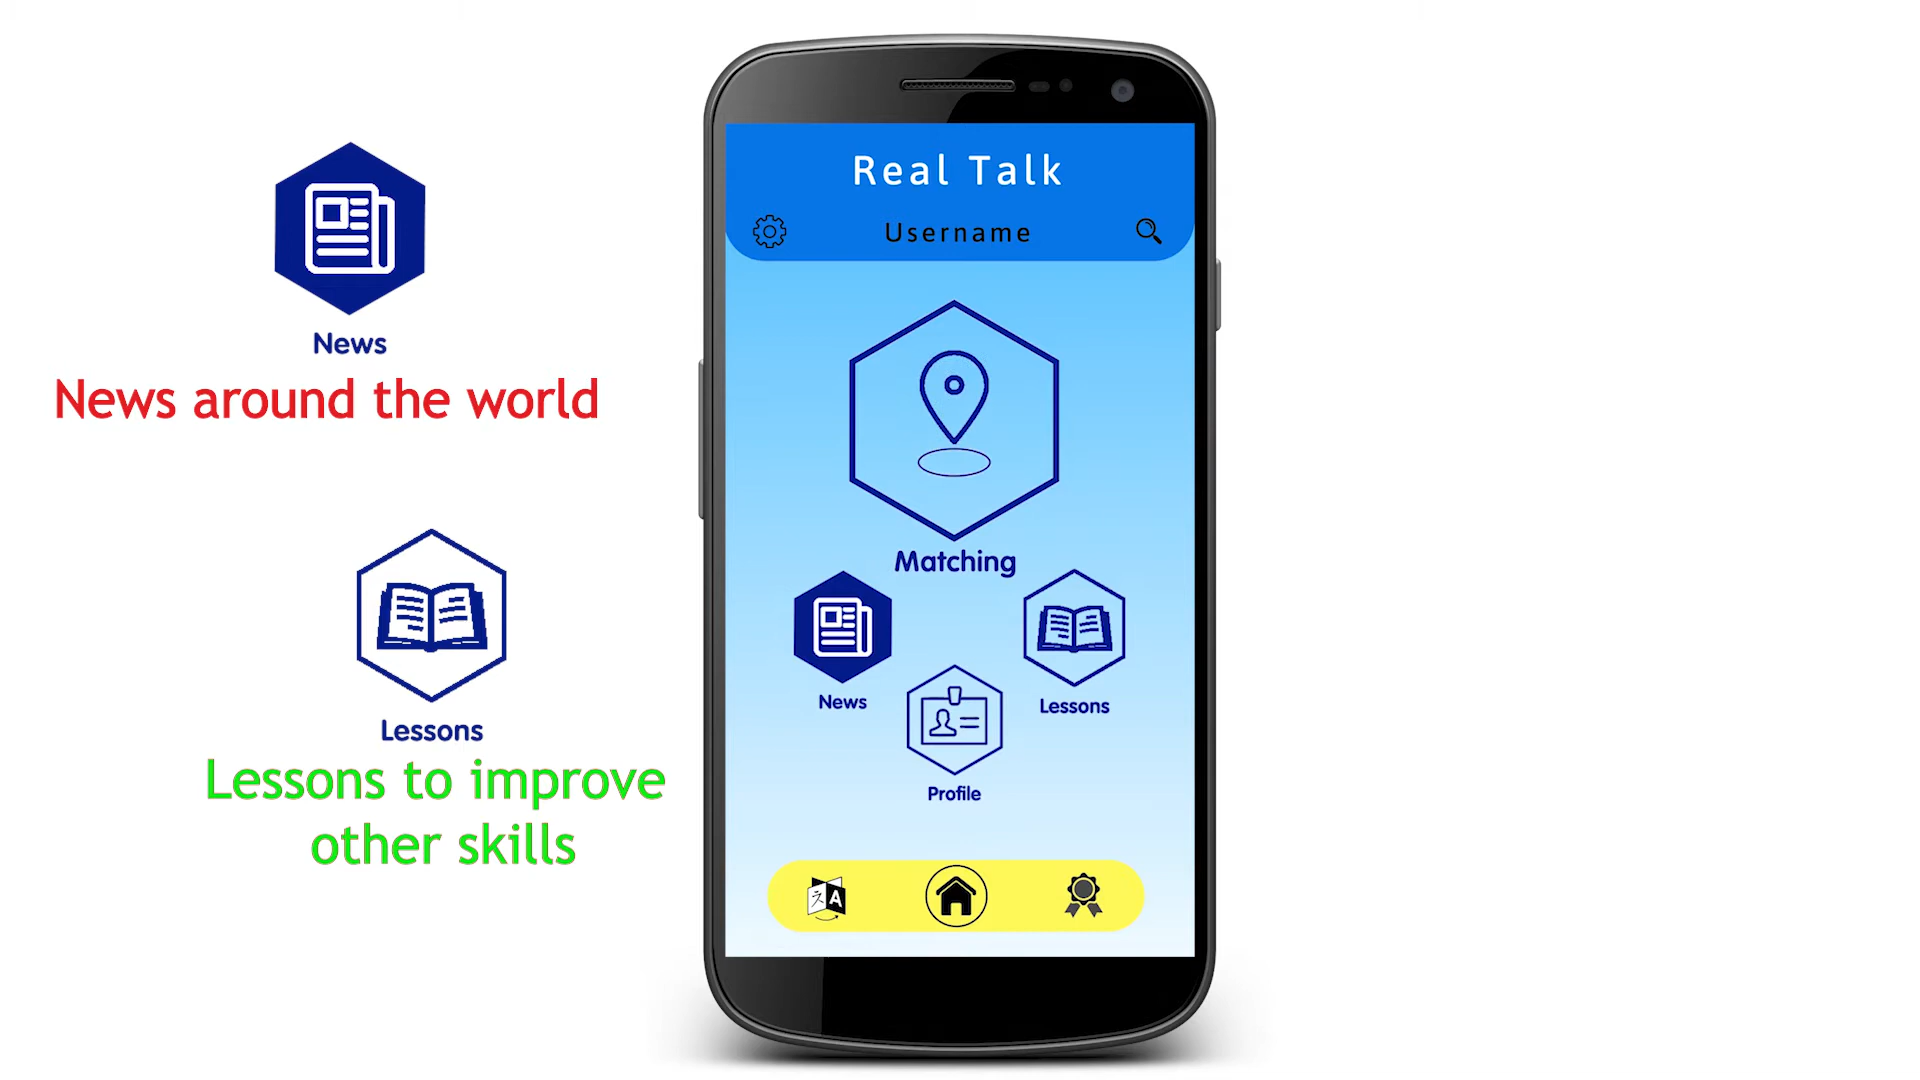 News
News around the world
Lessons
Lessons to improve
other skills
Real Talk
Username
Matching
News
Lessons
Profile
A